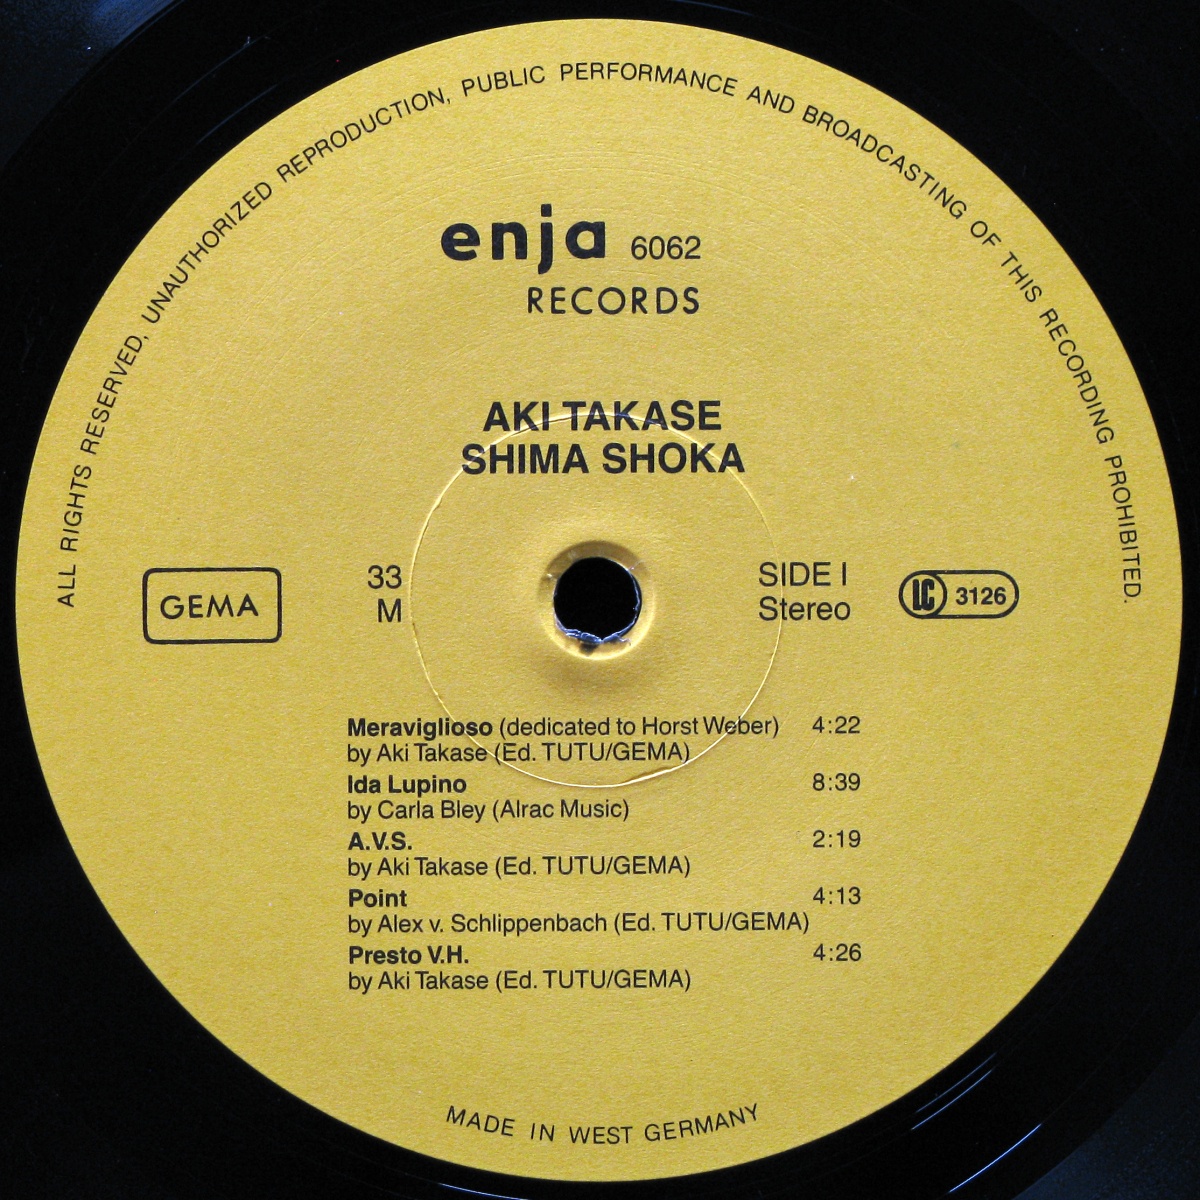 ALL RIGHTS RESERVED, UNAUTHORIZED REPRODUCTION, PUBLIC PERFORMANCE AND BROADCASTING OF THIS RECORDING PROHIBITED.
enja 6062
RECORDS
AKI TAKASE
SHIMA SHOKA
GEMA
33
M
SIDE I
Stereo
LC 3126
Meraviglioso (dedicated to Horst Weber) 4:22
by Aki Takase (Ed. TUTU/GEMA)
Ida Lupino 8:39
by Carla Bley (Alrac Music)
A.V.S. 2:19
by Aki Takase (Ed. TUTU/GEMA)
Point 4:13
by Alex v. Schlippenbach (Ed. TUTU/GEMA)
Presto V.H. 4:26
by Aki Takase (Ed. TUTU/GEMA)
MADE IN WEST GERMANY